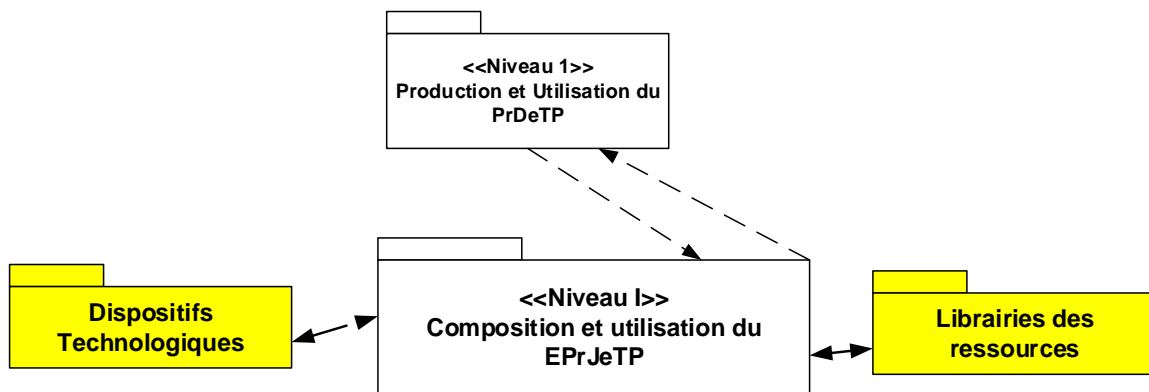 <<Niveau 1>>
Production et Utilisation du
PrDeTP
<<Niveau I>>
Composition et utilisation du
EPrJeTP
Dispositifs
Technologiques
Librairies des
ressources